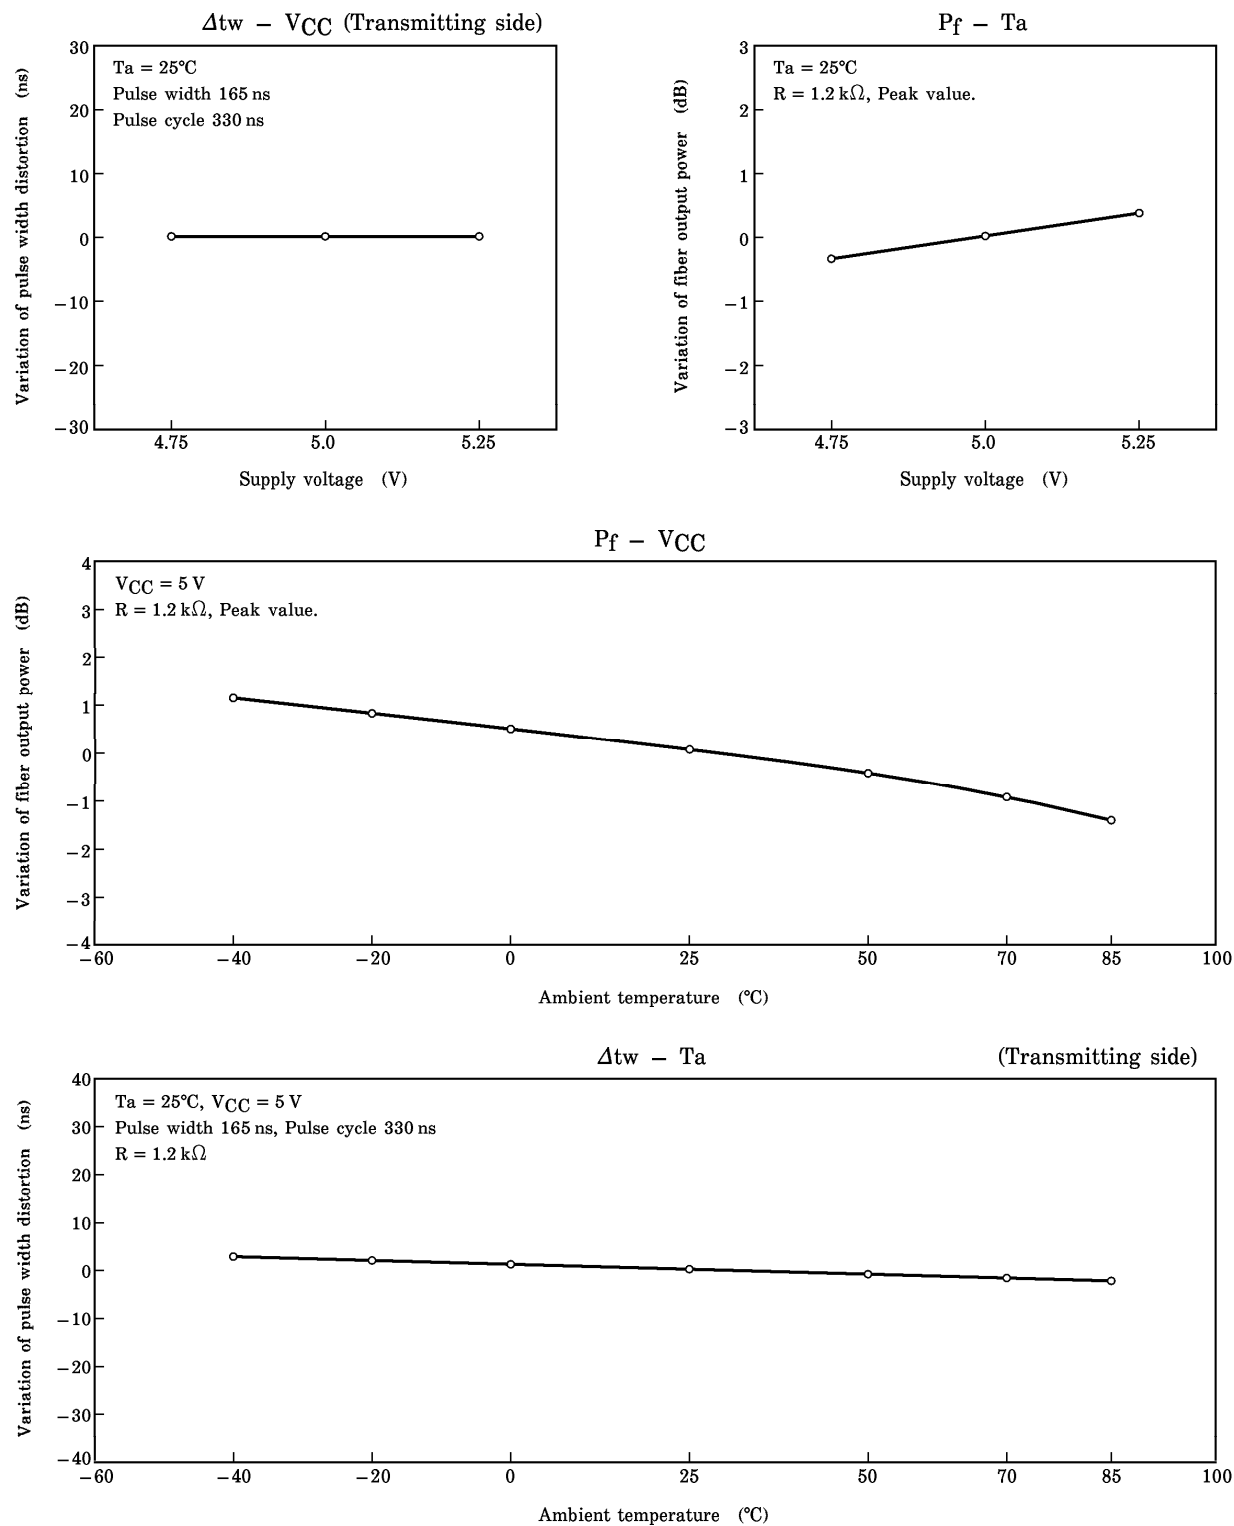 Δtw − VCC (Transmitting side)
Variation of pulse width distortion (ns)
30
20
10
0
−10
−20
−30
Ta = 25°C
Pulse width 165 ns
Pulse cycle 330 ns
4.75 5.0 5.25
Supply voltage (V)
Pf − Ta
Variation of fiber output power (dB)
3
2
1
0
−1
−2
−3
Ta = 25°C
R = 1.2 kΩ, Peak value.
4.75 5.0 5.25
Supply voltage (V)
Pf − VCC
Variation of fiber output power (dB)
4
3
2
1
0
−1
−2
−3
−4
VCC = 5 V
R = 1.2 kΩ, Peak value.
−60 −40 −20 0 25 50 70 85 100
Ambient temperature (°C)
Δtw − Ta (Transmitting side)
Variation of pulse width distortion (ns)
40
30
20
10
0
−10
−20
−30
−40
Ta = 25°C, VCC = 5 V
Pulse width 165 ns, Pulse cycle 330 ns
R = 1.2 kΩ
−60 −40 −20 0 25 50 70 85 100
Ambient temperature (°C)